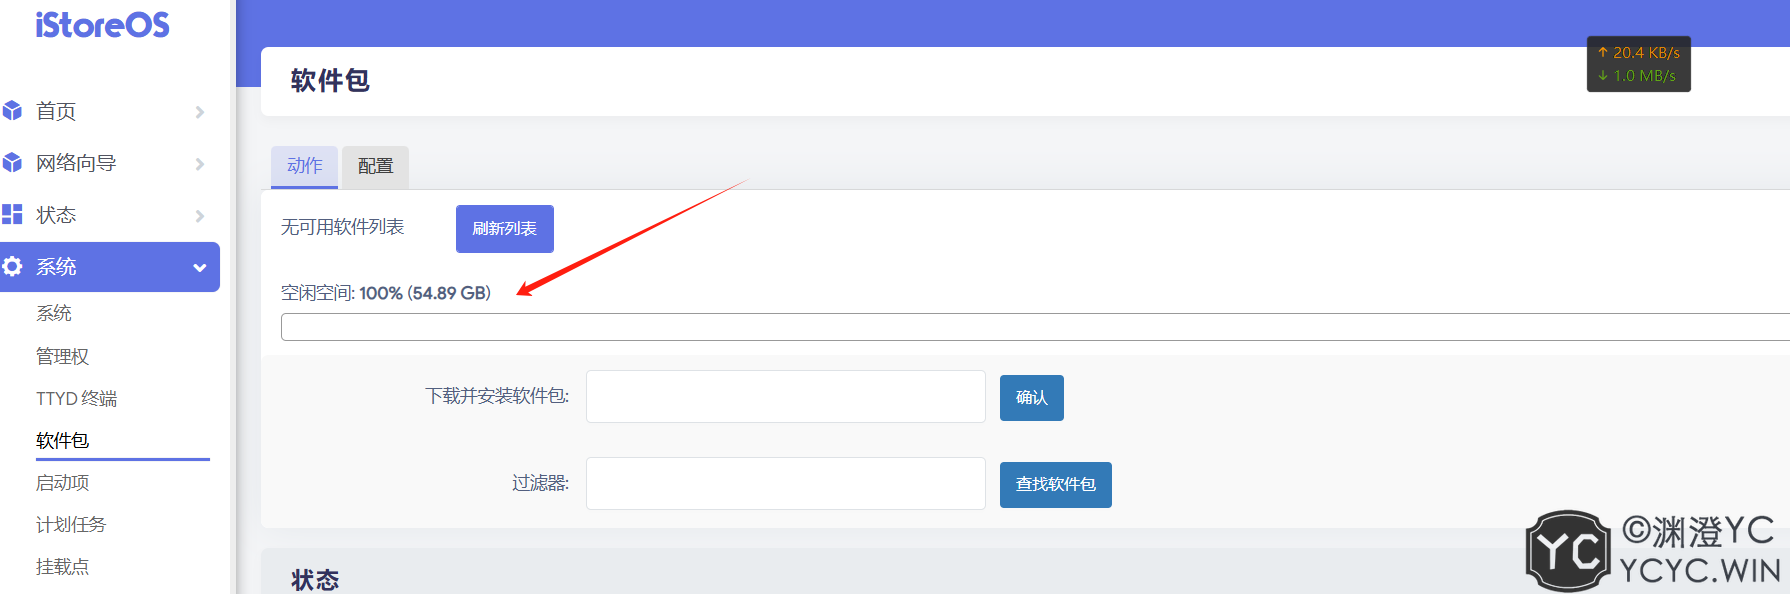 iStoreOS
首页
网络向导
状态
系统
系统
管理权
TTYD 终端
软件包
启动项
计划任务
挂载点
软件包
↑ 20.4 KB/s
↓ 1.0 MB/s
动作
配置
无可用软件列表
刷新列表
空闲空间: 100% (54.89 GB)
下载并安装软件包:
确认
过滤器:
查找软件包
状态
YC
©渊澄YC
YCYC.WIN